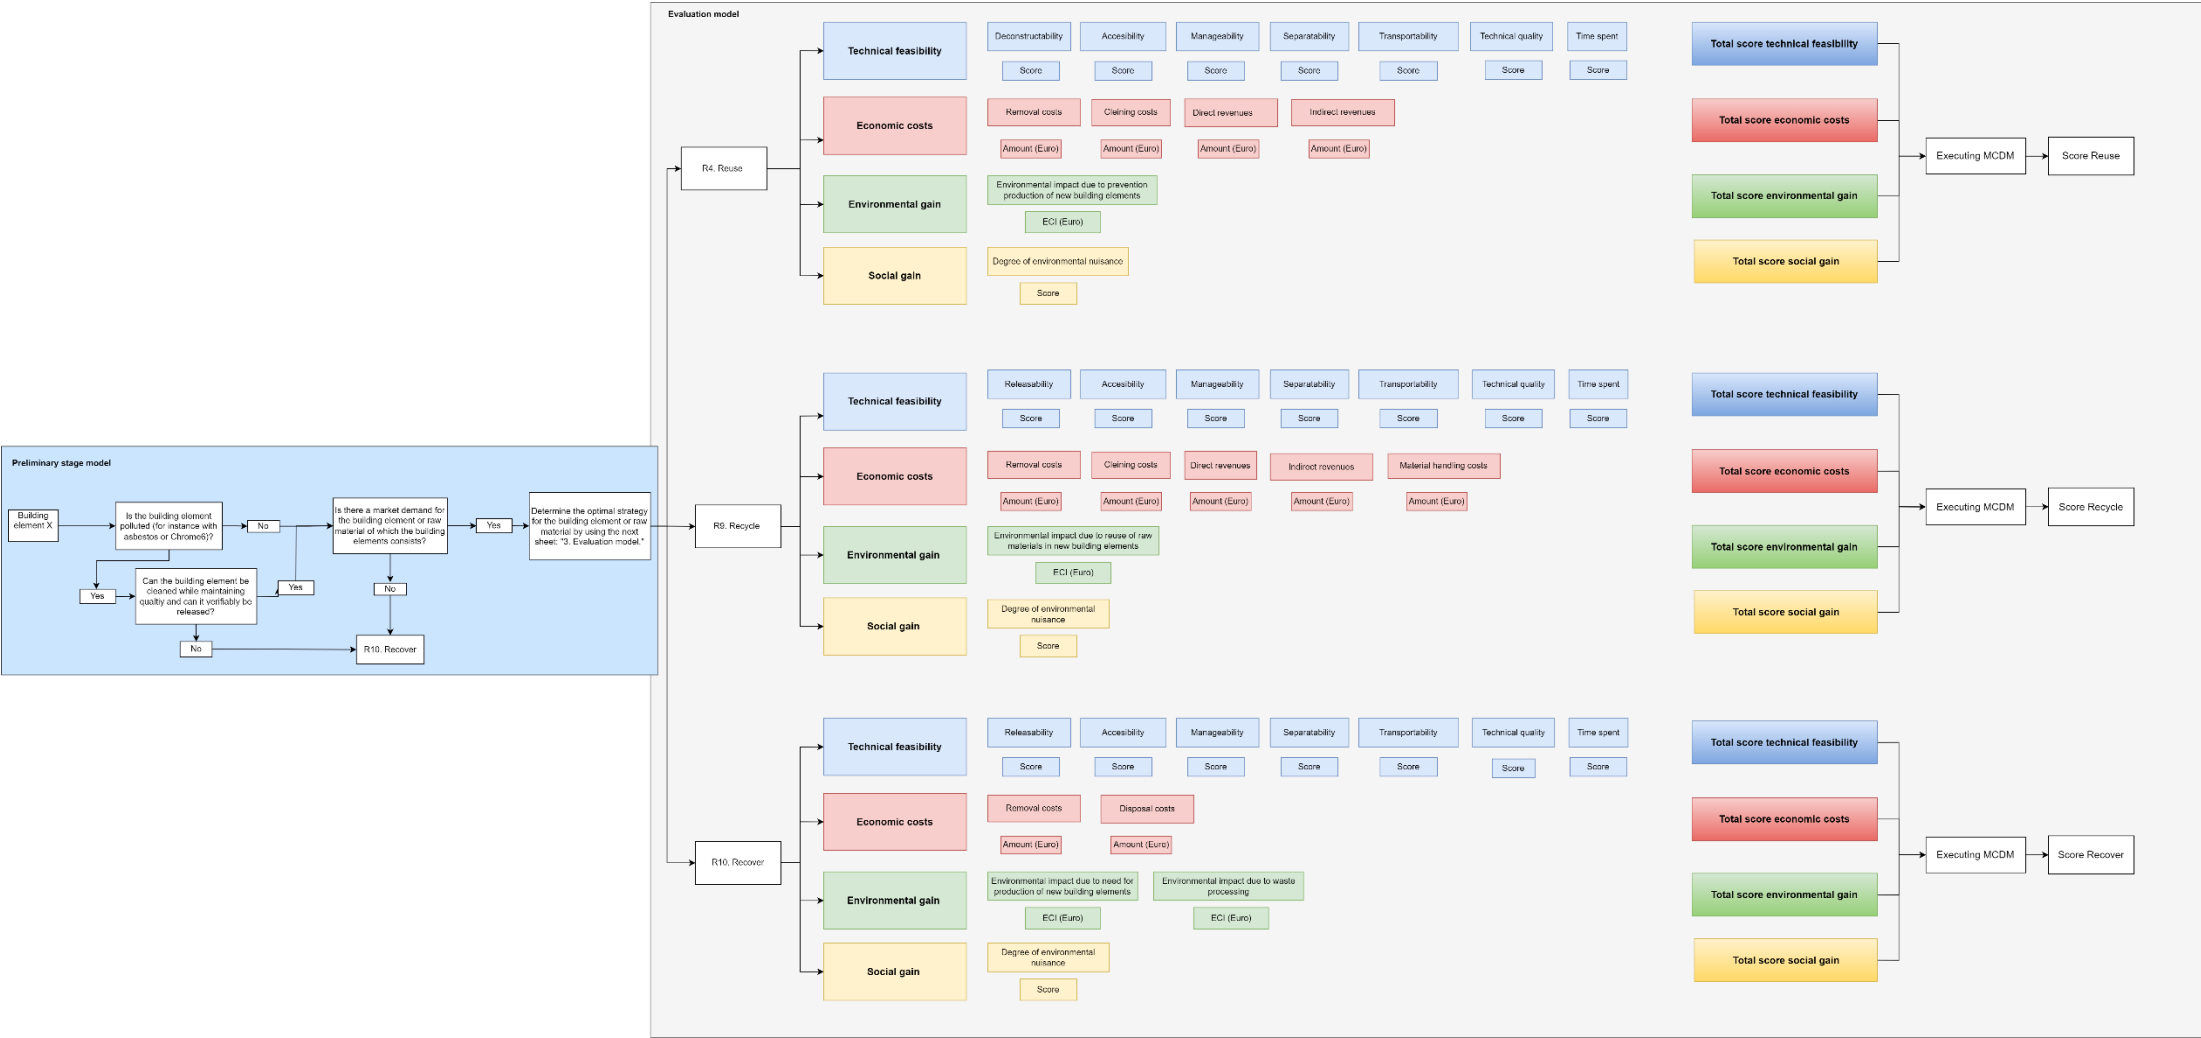 Evaluation model
Technical feasibility
Deconstructability
Accesibility
Manageability
Separatability
Transportability
Technical quality
Time spent
Score
Score
Score
Score
Score
Score
Score
Total score technical feasibility
Economic costs
Removal costs
Cleining costs
Direct revenues
Indirect revenues
Amount (Euro)
Amount (Euro)
Amount (Euro)
Amount (Euro)
Total score economic costs
R4. Reuse
Executing MCDM
Score Reuse
Environmental gain
Environmental impact due to prevention
production of new building elements
ECI (Euro)
Total score environmental gain
Social gain
Degree of environmental nuisance
Score
Total score social gain
Technical feasibility
Releasability
Accesibility
Manageability
Separatability
Transportability
Technical quality
Time spent
Score
Score
Score
Score
Score
Score
Score
Total score technical feasibility
Economic costs
Removal costs
Cleining costs
Direct revenues
Indirect revenues
Material handling costs
Amount (Euro)
Amount (Euro)
Amount (Euro)
Amount (Euro)
Amount (Euro)
Total score economic costs
Preliminary stage model
Building
element X
Is the building element
polluted (for instance with
asbestos or Chrome6)?
No
Is there a market demand for
the building element or raw
material of which the building
elements consists?
Yes
Determine the optimal strategy
for the building element or raw
material by using the next
sheet: "3. Evaluation model."
Yes
Can the building element be
cleaned while maintaining
qualtiy and can it verifiably be
released?
Yes
No
No
R10. Recover
R9. Recycle
Executing MCDM
Score Recycle
Environmental gain
Environmental impact due to reuse of raw
materials in new building elements
ECI (Euro)
Total score environmental gain
Social gain
Degree of environmental
nuisance
Score
Total score social gain
Technical feasibility
Releasability
Accesibility
Manageability
Separatability
Transportability
Technical quality
Time spent
Score
Score
Score
Score
Score
Score
Score
Total score technical feasibility
Economic costs
Removal costs
Disposal costs
Amount (Euro)
Amount (Euro)
Total score economic costs
R10. Recover
Executing MCDM
Score Recover
Environmental gain
Environmental impact due to need for
production of new building elements
Environmental impact due to waste
processing
ECI (Euro)
ECI (Euro)
Total score environmental gain
Social gain
Degree of environmental
nuisance
Score
Total score social gain